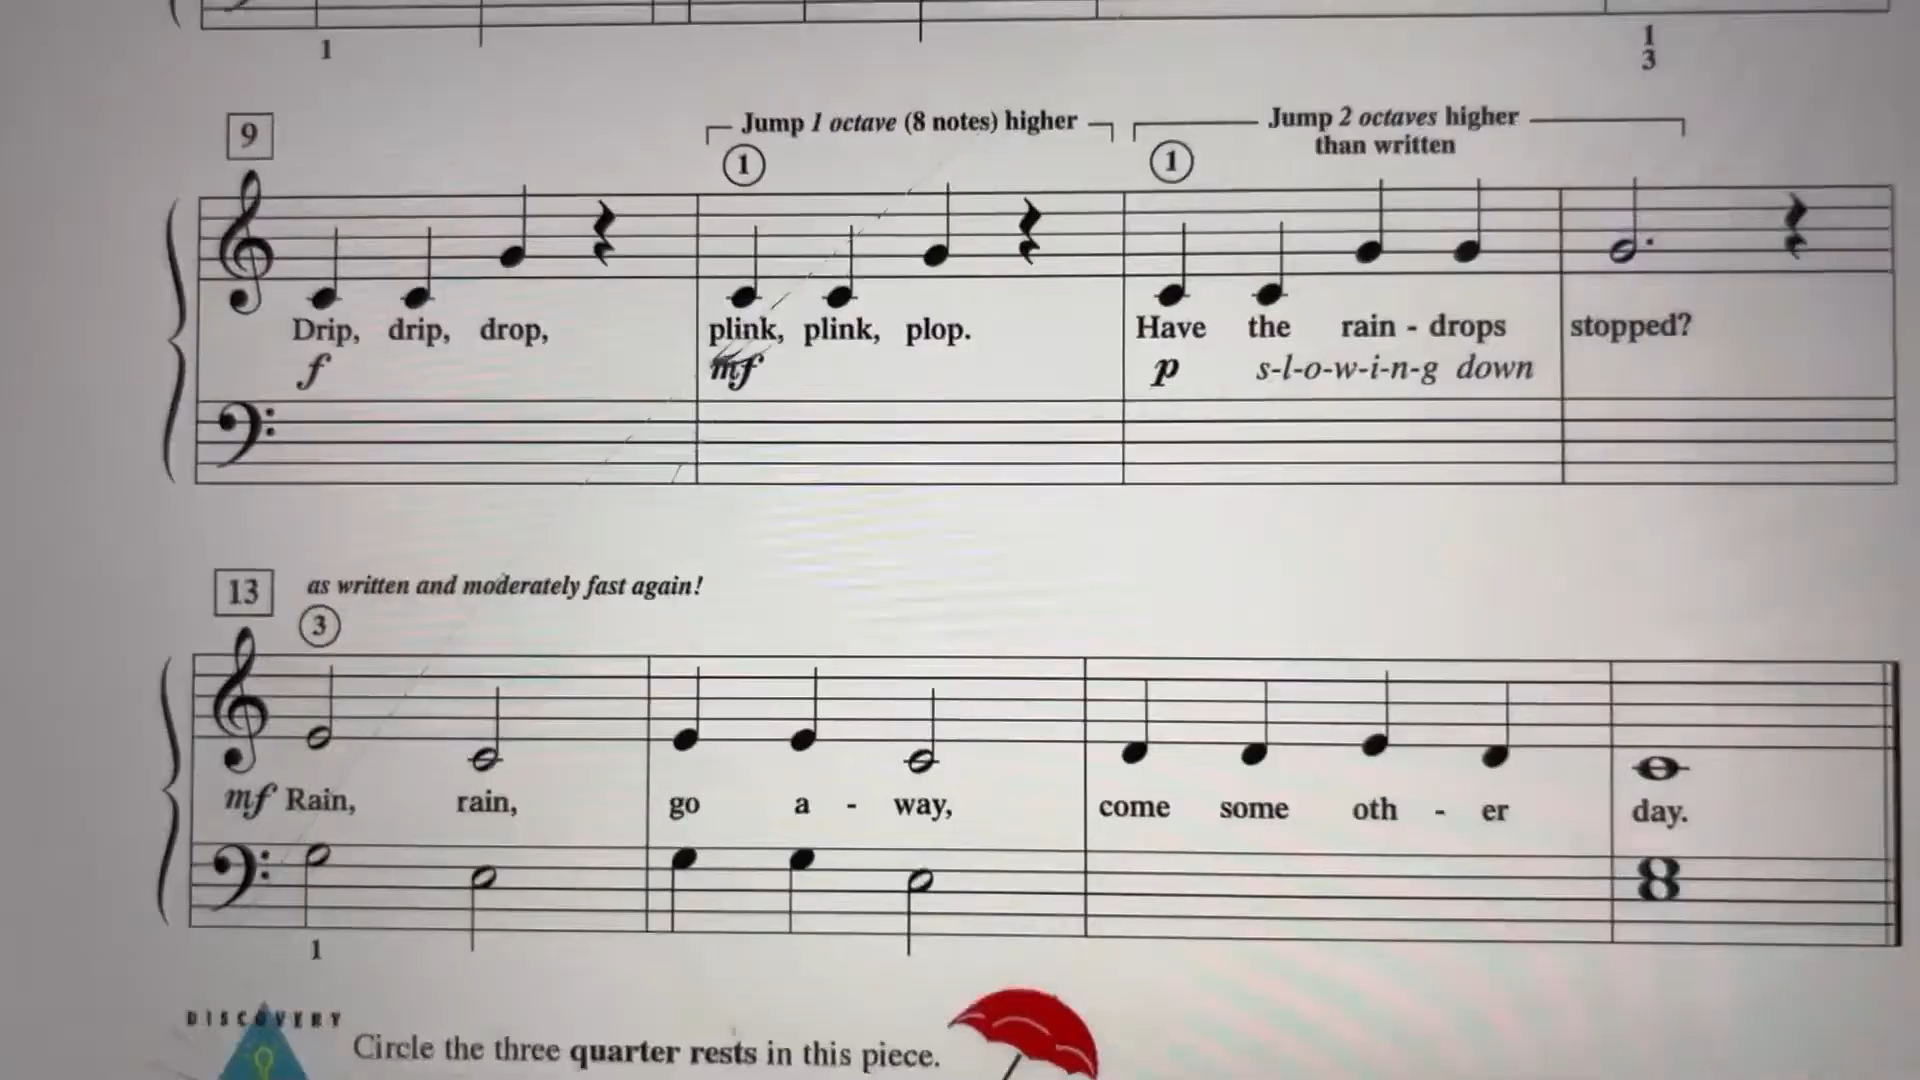 1
1
3
9
Jump 1 octave (8 notes) higher
Jump 2 octaves higher
than written
1
1
Drip, drip, drop, plink, plink, plop. Have the rain - drops stopped?
f mf p s-l-o-w-i-n-g down
13
as written and moderately fast again!
3
mf Rain, rain, go a - way, come some oth - er day.
1
DISCOVERY
Circle the three quarter rests in this piece.